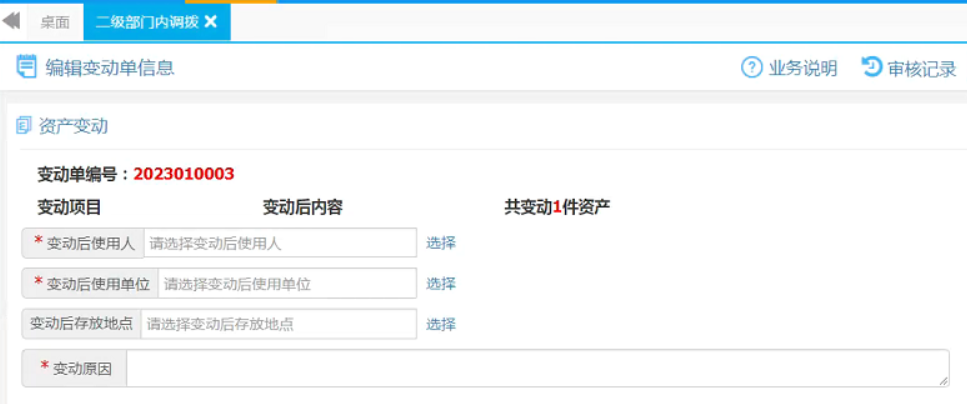 桌面 二级部门内调拨
编辑变动单信息 业务说明 审核记录
资产变动
变动单编号：2023010003
变动项目 变动后内容 共变动1件资产
* 变动后使用人 请选择变动后使用人 选择
* 变动后使用单位 请选择变动后使用单位 选择
变动后存放地点 请选择变动后存放地点 选择
* 变动原因